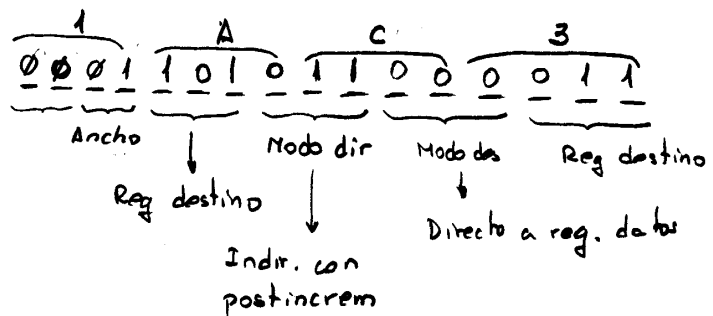 1 A C 3
0 0 0 1 1 0 1 0 1 1 0 0 0 0 1 1
Ancho Modo dir Modo des Reg destino
Reg destino Directo a reg. datos
Indir. con
postincrem